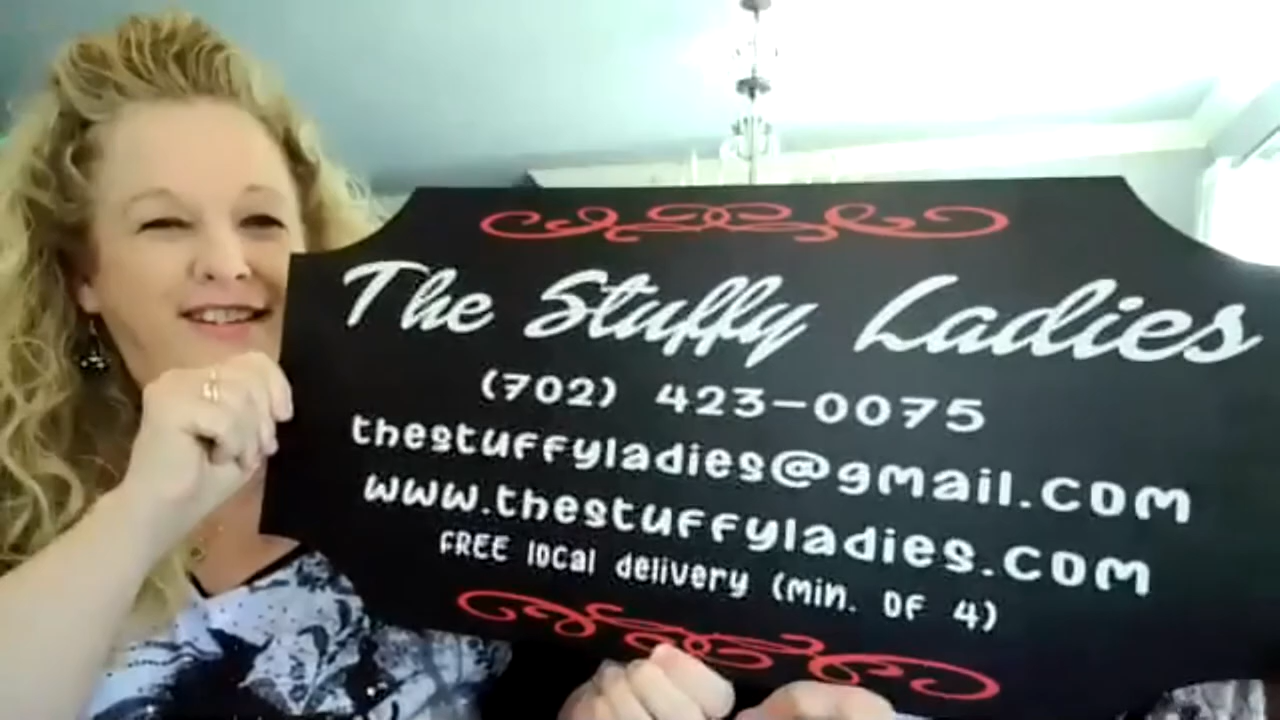 The Stuffy Ladies
(702) 423-0075
thestuffyladies@gmail.com
www.thestuffyladies.com
FREE local delivery (min. of 4)